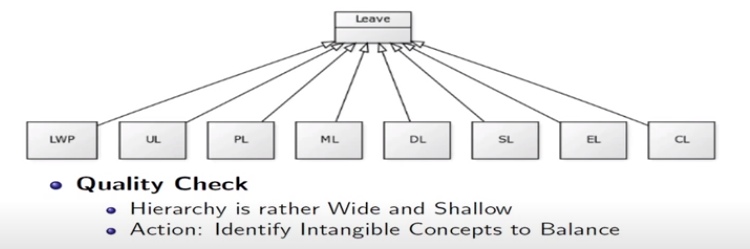 Leave
LWP UL PL ML DL SL EL CL
Quality Check
Hierarchy is rather Wide and Shallow
Action: Identify Intangible Concepts to Balance